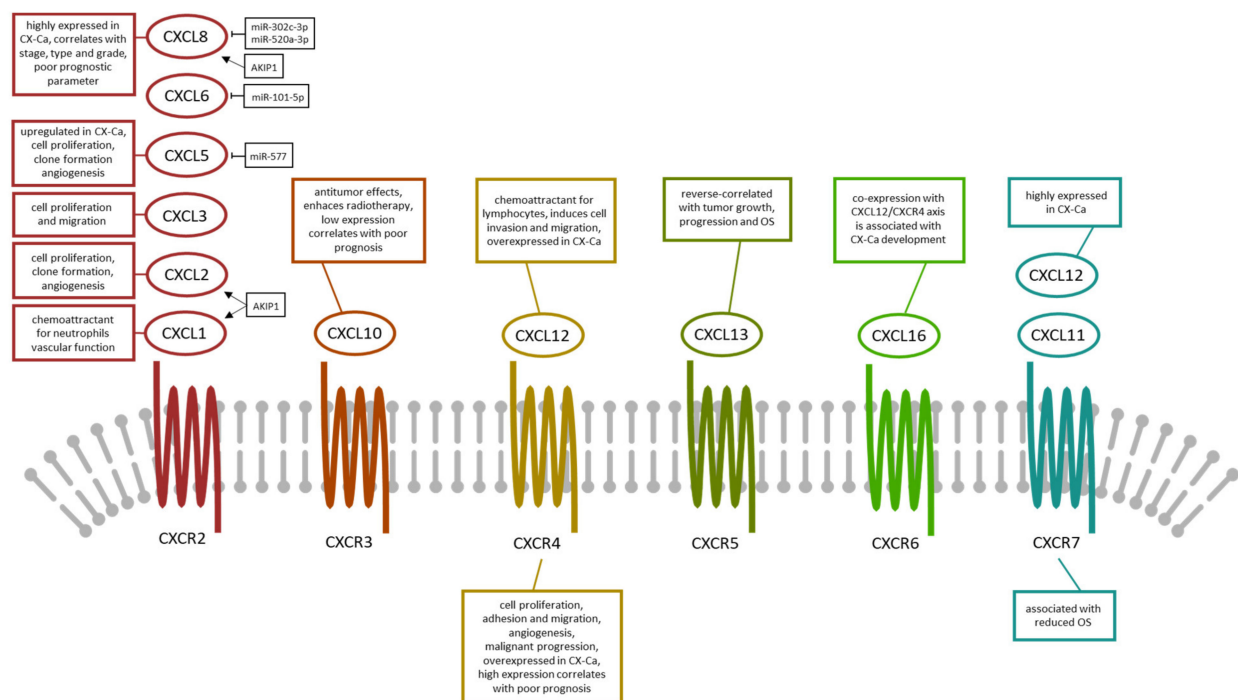 highly expressed in
CX-Ca, correlates with
stage, type and grade,
poor prognostic
parameter
CXCL8
miR-302c-3p
miR-520a-3p
AKIP1
CXCL6
miR-101-5p
upregulated in CX-Ca,
cell proliferation,
clone formation
angiogenesis
CXCL5
miR-577
cell proliferation
and migration
CXCL3
cell proliferation,
clone formation,
angiogenesis
CXCL2
AKIP1
chemoattractant
for neutrophils
vascular function
CXCL1
antitumor effects,
enhaces radiotherapy,
low expression
correlates with poor
prognosis
CXCL10
chemoattractant for
lymphocytes, induces cell
invasion and migration,
overexpressed in CX-Ca
CXCL12
reverse-correlated
with tumor growth,
progression and OS
CXCL13
co-expression with
CXCL12/CXCR4 axis
is associated with
CX-Ca development
CXCL16
highly expressed
in CX-Ca
CXCL12
CXCL11
CXCR2
CXCR3
CXCR4
CXCR5
CXCR6
CXCR7
cell proliferation,
adhesion and migration,
angiogenesis,
malignant progression,
overexpressed in CX-Ca,
high expression correlates
with poor prognosis
associated with
reduced OS